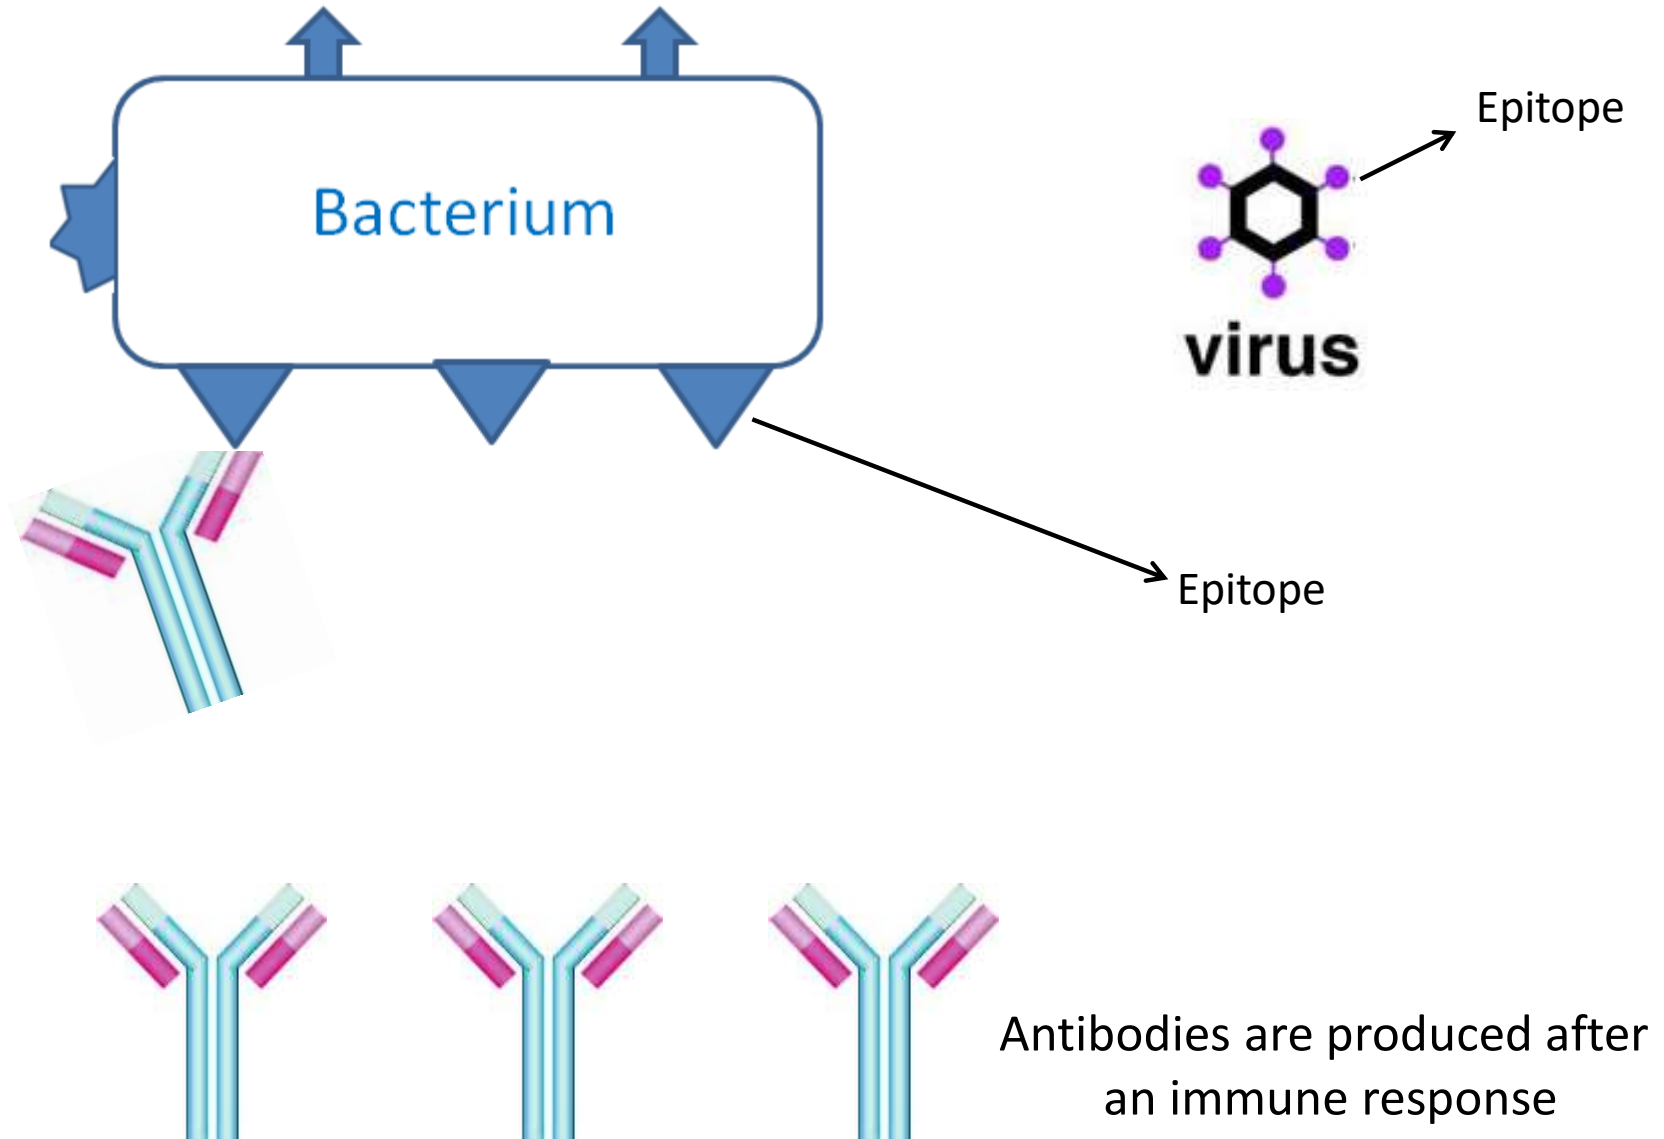 Bacterium
Epitope
virus
Epitope
Antibodies are produced after
an immune response